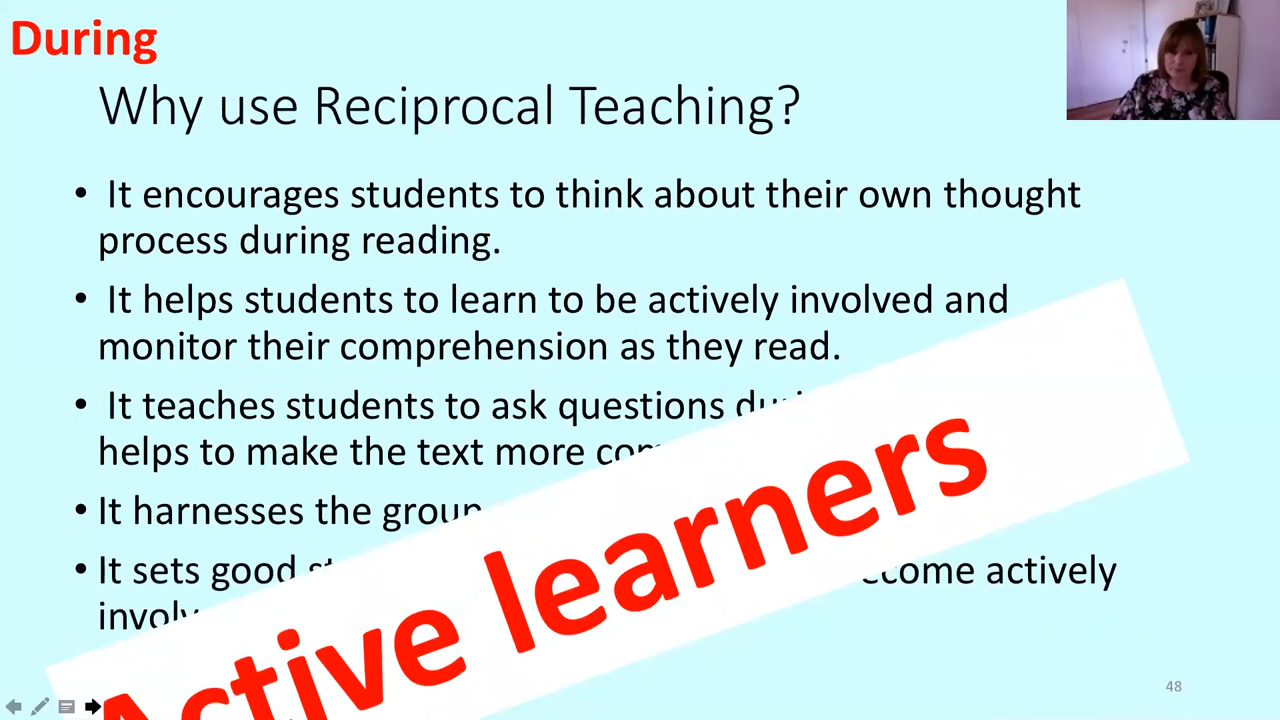 During
Why use Reciprocal Teaching?
• It encourages students to think about their own thought
process during reading.
• It helps students to learn to be actively involved and
monitor their comprehension as they read.
• It teaches students to ask questions
helps to make the text more
• It harnesses the group
• It sets good actively
Active learners
48